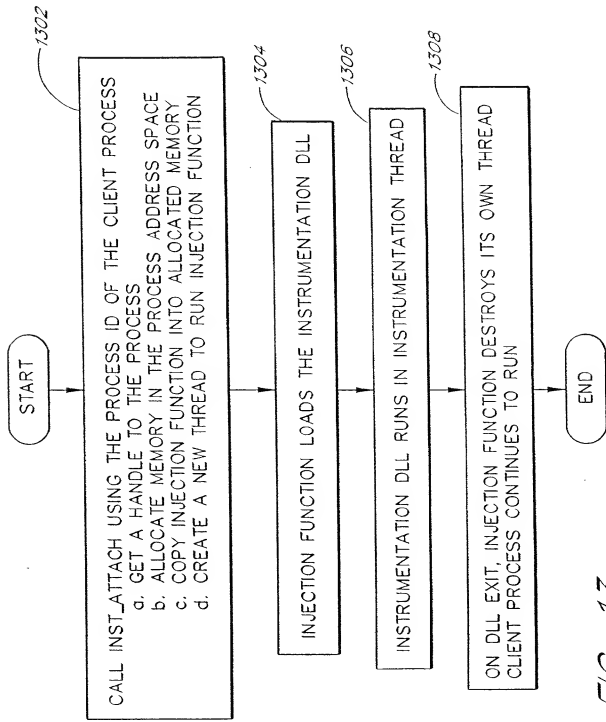 START
1302
CALL INST_ATTACH USING THE PROCESS ID OF THE CLIENT PROCESS
a. GET A HANDLE TO THE PROCESS
b. ALLOCATE MEMORY IN THE PROCESS ADDRESS SPACE
c. COPY INJECTION FUNCTION INTO ALLOCATED MEMORY
d. CREATE A NEW THREAD TO RUN INJECTION FUNCTION
1304
INJECTION FUNCTION LOADS THE INSTRUMENTATION DLL
1306
INSTRUMENTATION DLL RUNS IN INSTRUMENTATION THREAD
1308
ON DLL EXIT, INJECTION FUNCTION DESTROYS ITS OWN THREAD
CLIENT PROCESS CONTINUES TO RUN
END